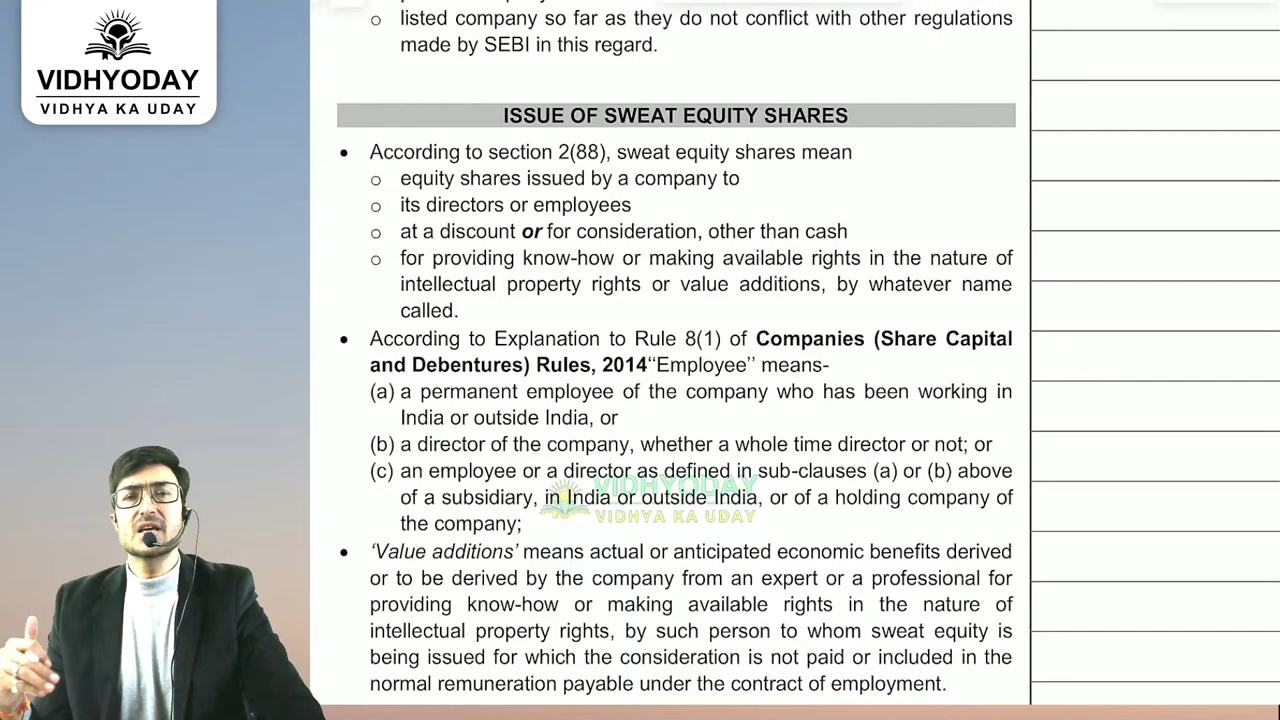 VIDHYODAY
VIDHYA KA UDAY
○ listed company so far as they do not conflict with other regulations
made by SEBI in this regard.
ISSUE OF SWEAT EQUITY SHARES
• According to section 2(88), sweat equity shares mean
○ equity shares issued by a company to
○ its directors or employees
○ at a discount or for consideration, other than cash
○ for providing know-how or making available rights in the nature of
intellectual property rights or value additions, by whatever name
called.
• According to Explanation to Rule 8(1) of Companies (Share Capital
and Debentures) Rules, 2014‘‘Employee’’ means-
(a) a permanent employee of the company who has been working in
India or outside India, or
(b) a director of the company, whether a whole time director or not; or
(c) an employee or a director as defined in sub-clauses (a) or (b) above
of a subsidiary, in India or outside India, or of a holding company of
the company;
VIDHYODAY
VIDHYA KA UDAY
• ‘Value additions’ means actual or anticipated economic benefits derived
or to be derived by the company from an expert or a professional for
providing know-how or making available rights in the nature of
intellectual property rights, by such person to whom sweat equity is
being issued for which the consideration is not paid or included in the
normal remuneration payable under the contract of employment.